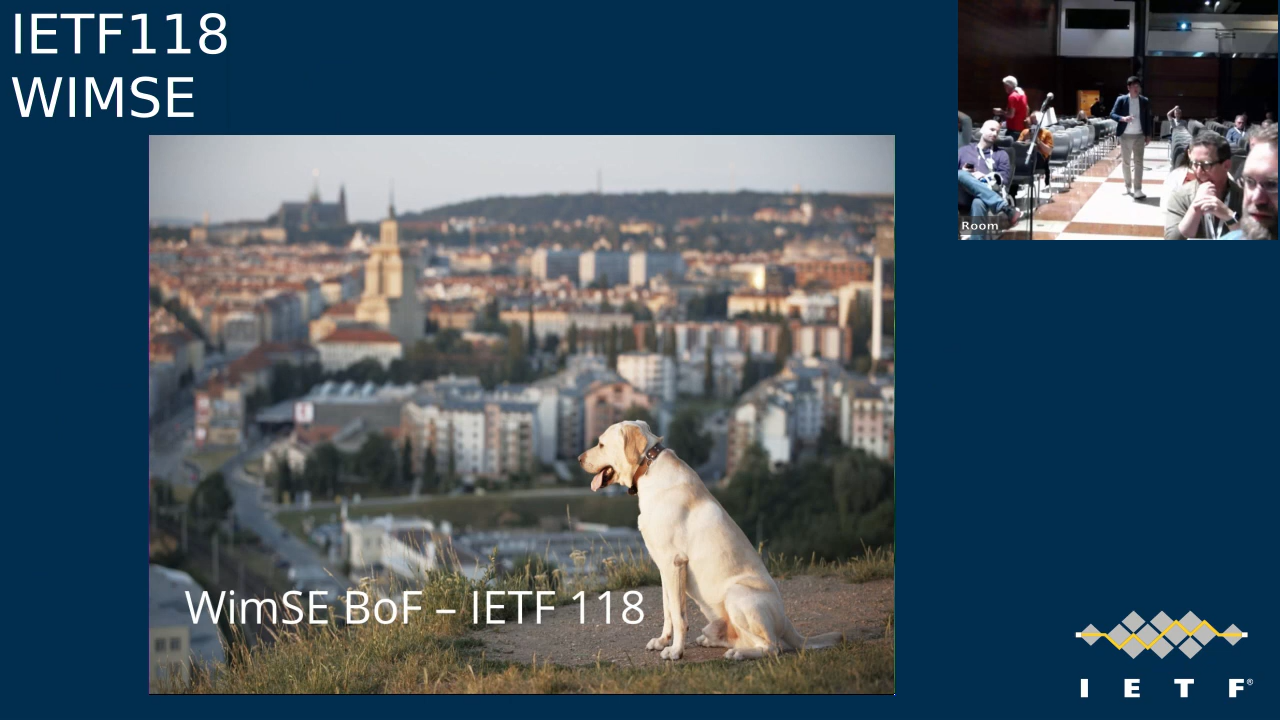 IETF118
WIMSE
Room
WimSE BoF – IETF 118
I E T F®